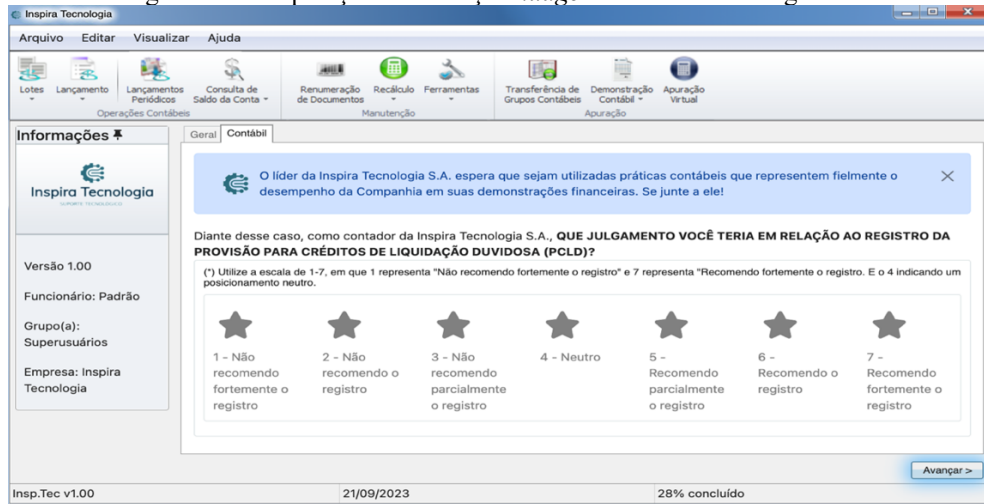 Inspira Tecnologia
Arquivo Editar Visualizar Ajuda
Lotes Lançamento Lançamentos Periódicos Consulta de Saldo da Conta Renumeração de Documentos Recálculo Ferramentas Transferência de Grupos Contábeis Demonstração Contábil Apuração Virtual
Operações Contábeis Manutenção Apuração
Informações
Geral Contábil
Inspira Tecnologia
SUPORTE TECNOLÓGICO
O líder da Inspira Tecnologia S.A. espera que sejam utilizadas práticas contábeis que representem fielmente o
desempenho da Companhia em suas demonstrações financeiras. Se junte a ele!
Diante desse caso, como contador da Inspira Tecnologia S.A., QUE JULGAMENTO VOCÊ TERIA EM RELAÇÃO AO REGISTRO DA
PROVISÃO PARA CRÉDITOS DE LIQUIDAÇÃO DUVIDOSA (PCLD)?
(*) Utilize a escala de 1-7, em que 1 representa "Não recomendo fortemente o registro" e 7 representa "Recomendo fortemente o registro. E o 4 indicando um
posicionamento neutro.
1 - Não
recomendo
fortemente o
registro
2 - Não
recomendo o
registro
3 - Não
recomendo
parcialmente
o registro
4 - Neutro
5 -
Recomendo
parcialmente
o registro
6 -
Recomendo o
registro
7 -
Recomendo
fortemente o
registro
Versão 1.00
Funcionário: Padrão
Grupo(a):
Superusuários
Empresa: Inspira
Tecnologia
Avançar >
Insp.Tec v1.00 21/09/2023 28% concluído